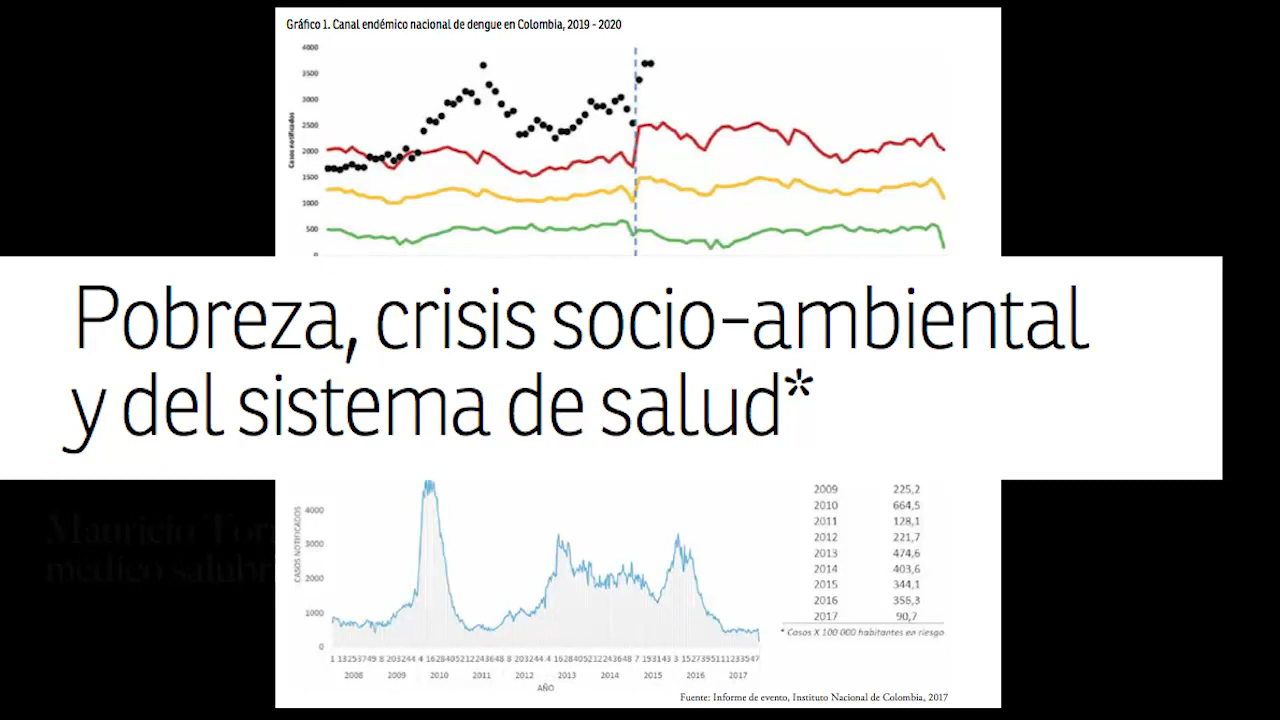 Gráfico 1. Canal endémico nacional de dengue en Colombia, 2019 - 2020
4000
3500
3000
2500
2000
1500
1000
500
0
Casos notificados
Pobreza, crisis socio-ambiental
y del sistema de salud*
Mauricio
medico
4000
3000
2000
1000
0
CASOS NOTIFICADOS
2008 2009 2010 2011 2012 2013 2014 2015 2016 2017
AÑO
2009 225,2
2010 664,5
2011 128,1
2012 221,7
2013 474,6
2014 403,6
2015 344,1
2016 356,3
2017 90,7
* Casos X 100 000 habitantes en riesgo
Fuente: Informe de evento, Instituto Nacional de Colombia, 2017